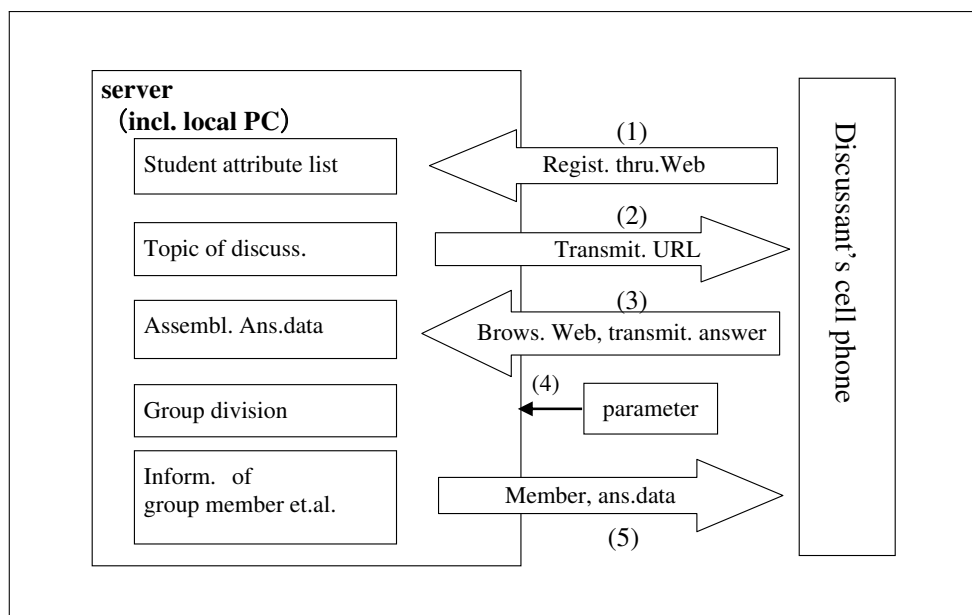 server
（incl. local PC）
Student attribute list
(1)
Regist. thru.Web
Topic of discuss.
(2)
Transmit. URL
Assembl. Ans.data
(3)
Brows. Web, transmit. answer
Group division
(4)
parameter
Inform. of
group member et.al.
Member, ans.data
(5)
Discussant's cell phone